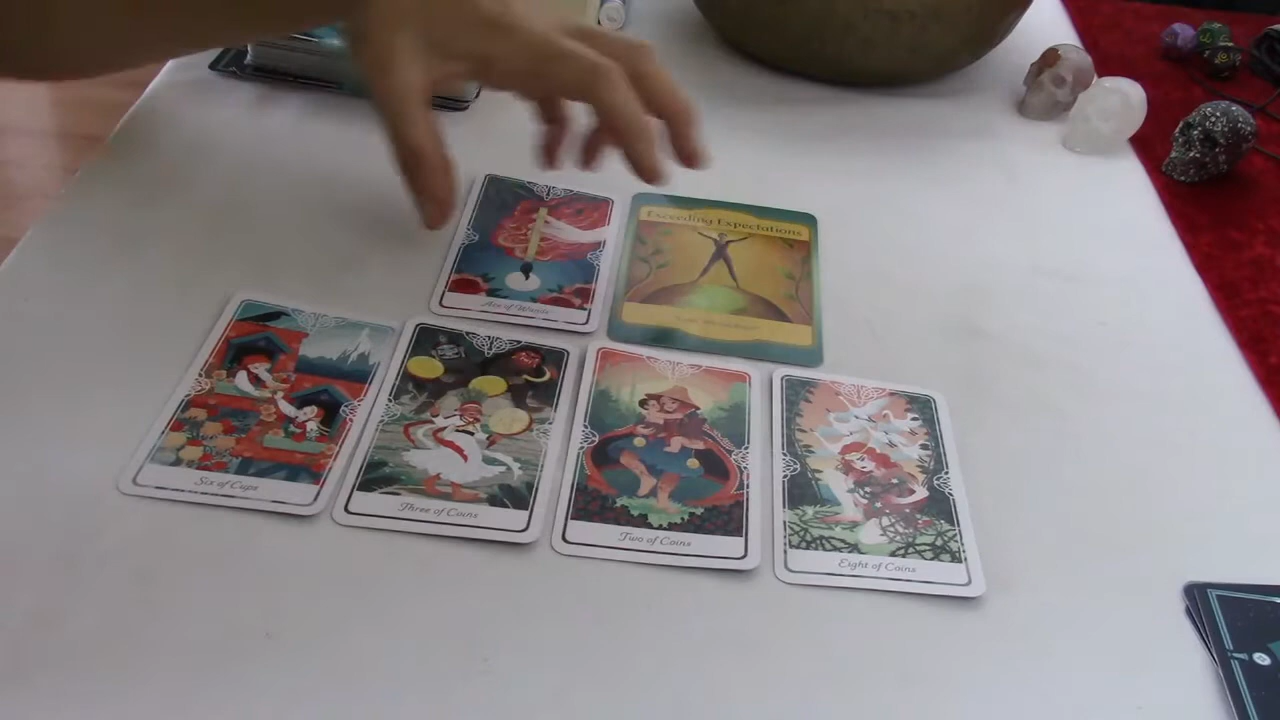 Exceeding Expectations
Ace of Wands
Six of Cups
Three of Coins
Two of Coins
Eight of Coins